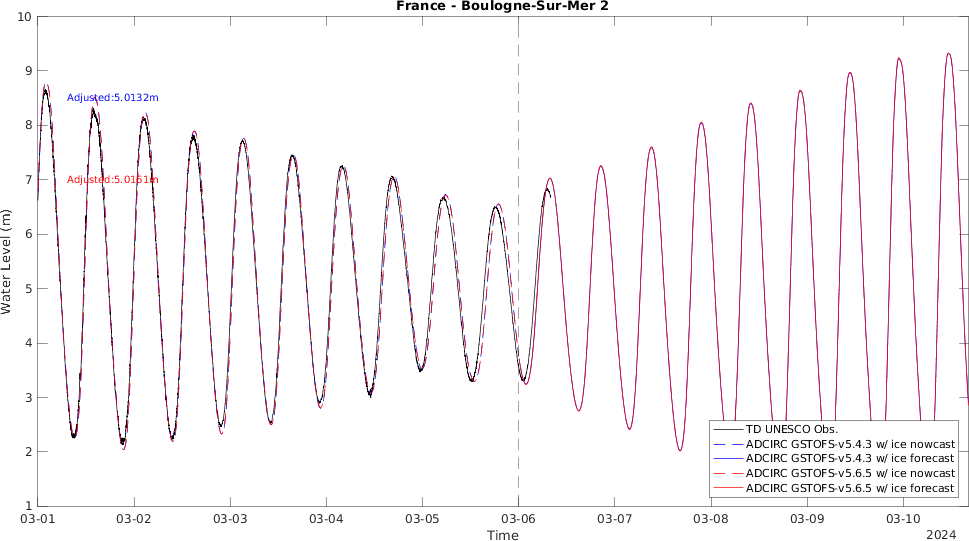 France - Boulogne-Sur-Mer 2
10
9
8
7
6
5
4
3
2
1
Water Level (m)
Adjusted:5.0132m
Adjusted:5.0161m
TD UNESCO Obs.
ADCIRC GSTOFS-v5.4.3 w/ ice nowcast
ADCIRC GSTOFS-v5.4.3 w/ ice forecast
ADCIRC GSTOFS-v5.6.5 w/ ice nowcast
ADCIRC GSTOFS-v5.6.5 w/ ice forecast
03-01 03-02 03-03 03-04 03-05 03-06 03-07 03-08 03-09 03-10
Time
2024